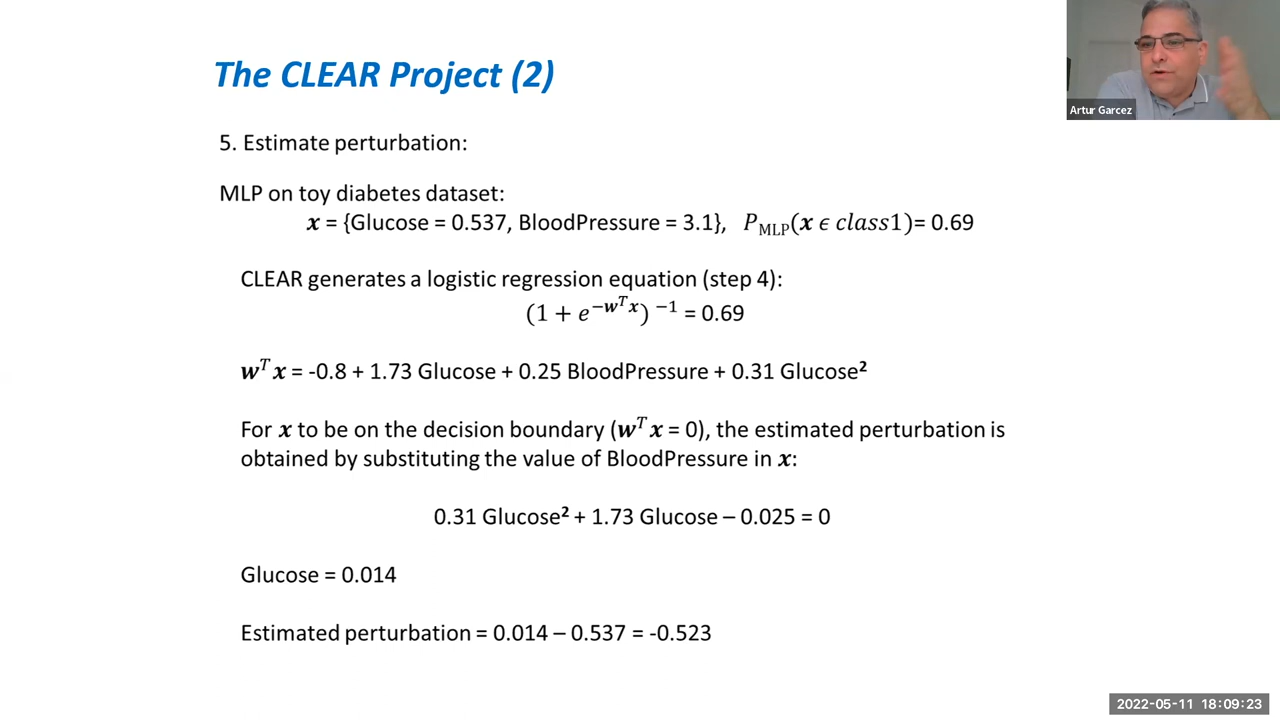 The CLEAR Project (2)
Artur Garcez
5. Estimate perturbation:
MLP on toy diabetes dataset:
x = {Glucose = 0.537, BloodPressure = 3.1}, P_MLP(x ϵ class1)= 0.69
CLEAR generates a logistic regression equation (step 4):
(1 + e^{−w^T x}) ^{−1} = 0.69
w^T x = -0.8 + 1.73 Glucose + 0.25 BloodPressure + 0.31 Glucose²
For x to be on the decision boundary (w^T x = 0), the estimated perturbation is
obtained by substituting the value of BloodPressure in x:
0.31 Glucose² + 1.73 Glucose – 0.025 = 0
Glucose = 0.014
Estimated perturbation = 0.014 – 0.537 = -0.523
2022-05-11 18:09:23